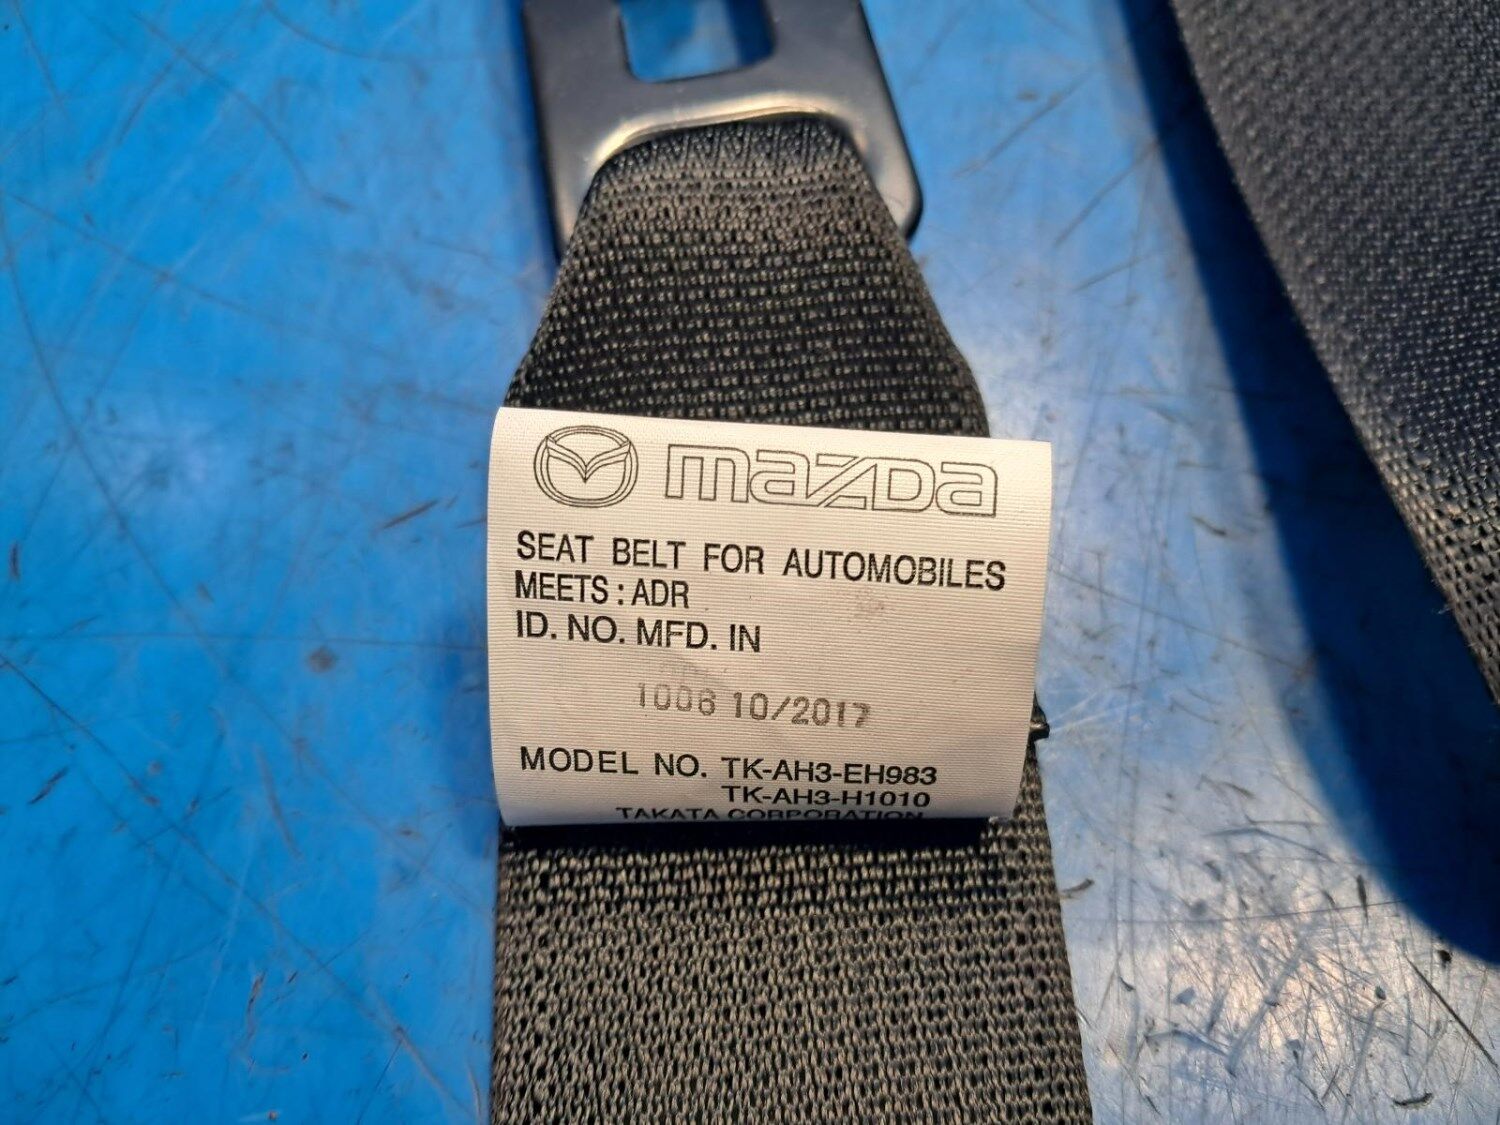 mazda
SEAT BELT FOR AUTOMOBILES
MEETS : ADR
ID. NO. MFD. IN
1006 10/2017
MODEL NO. TK-AH3-EH983
TK-AH3-H1010
TAKATA CORPORATION